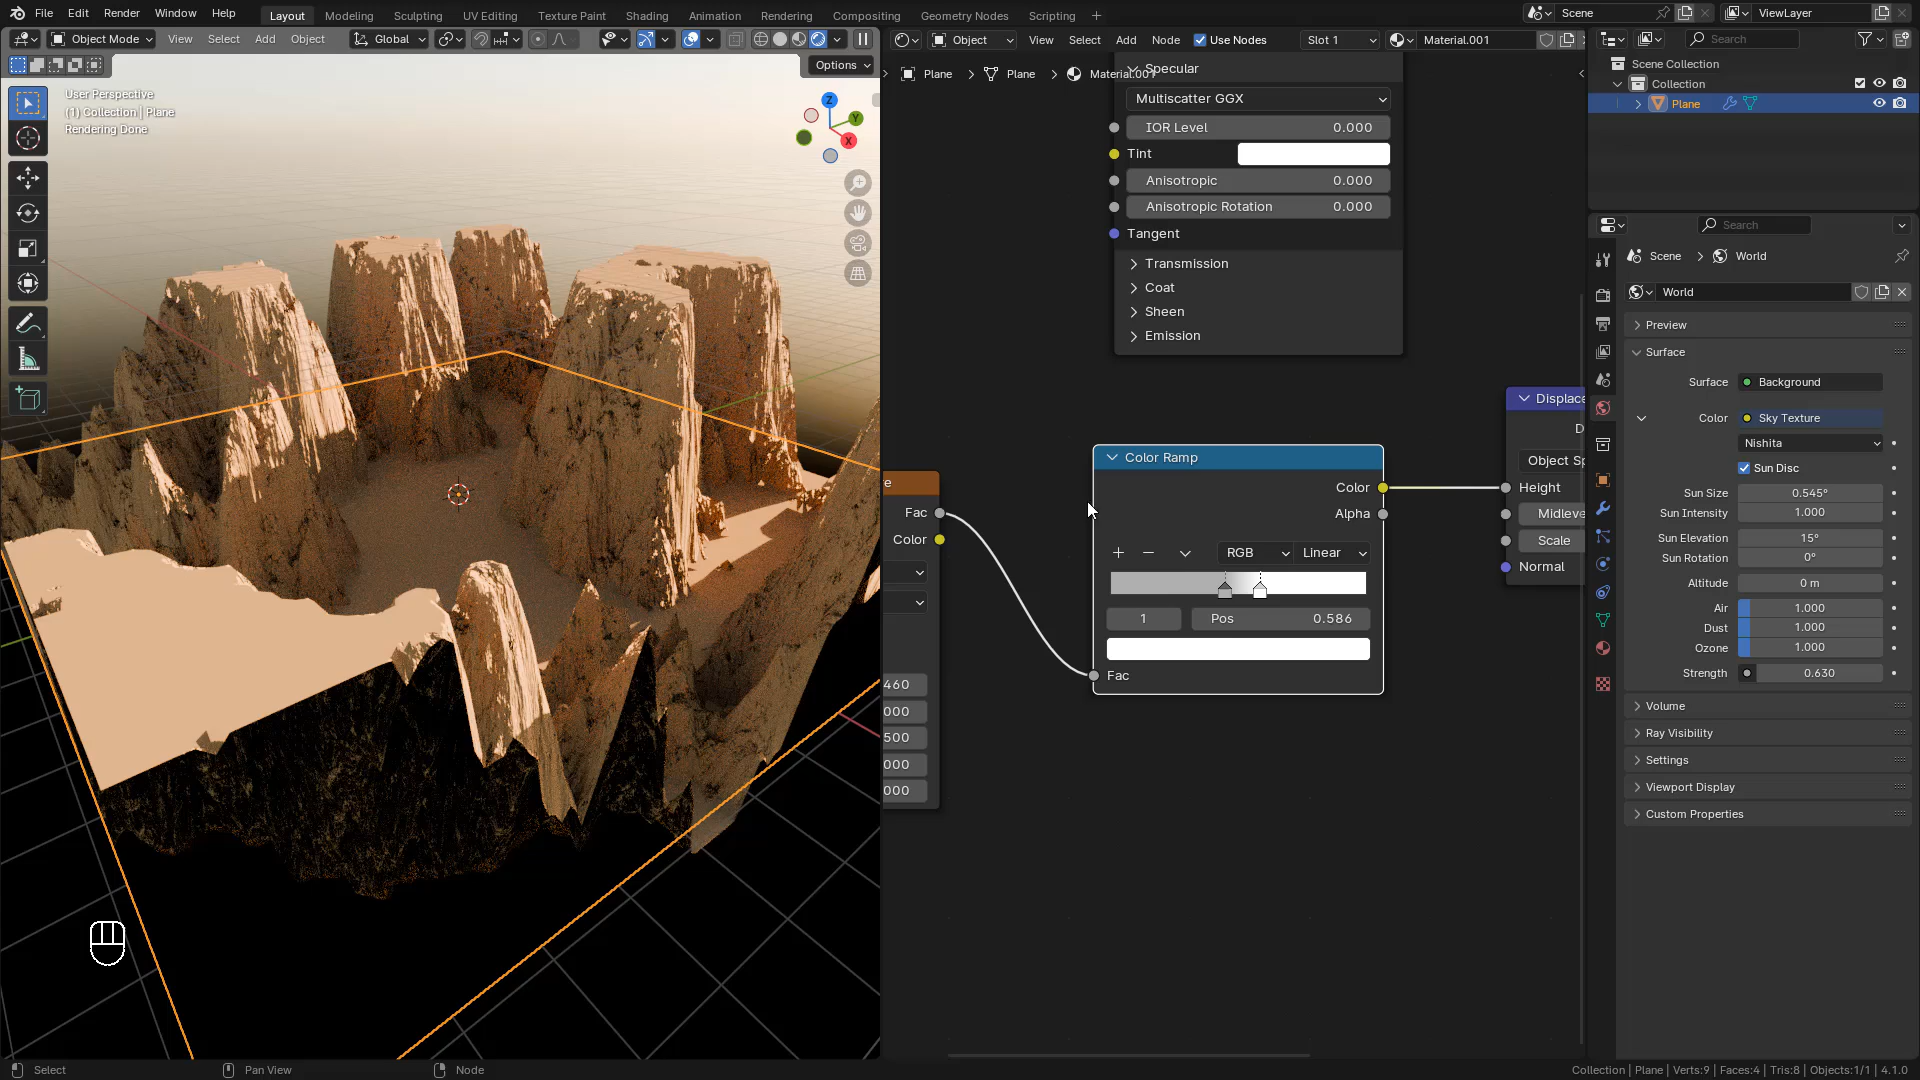 File Edit Render Window Help Layout Modeling Sculpting UV Editing Texture Paint Shading Animation Rendering Compositing Geometry Nodes Scripting Scene ViewLayer
Object Mode View Select Add Object Global
Options
User Perspective
(1) Collection | Plane
Rendering Done
Z
Y
X
Object View Select Add Node Use Nodes Slot 1 Material.001
Plane Plane Material.001
Specular
Multiscatter GGX
IOR Level 0.000
Tint
Anisotropic 0.000
Anisotropic Rotation 0.000
Tangent
Transmission
Coat
Sheen
Emission
e
Fac
Color
460
000
500
000
000
Color Ramp
Color
Alpha
RGB Linear
1 Pos 0.586
Fac
Displace
D
Object Sp
Height
Midleve
Scale
Normal
Search
Scene Collection
Collection
Plane
Search
Scene World
World
Preview
Surface
Surface Background
Color Sky Texture
Nishita
Sun Disc
Sun Size 0.545°
Sun Intensity 1.000
Sun Elevation 15°
Sun Rotation 0°
Altitude 0 m
Air 1.000
Dust 1.000
Ozone 1.000
Strength 0.630
Volume
Ray Visibility
Settings
Viewport Display
Custom Properties
Select Pan View Node Collection | Plane | Verts:9 | Faces:4 | Tris:8 | Objects:1/1 | 4.1.0